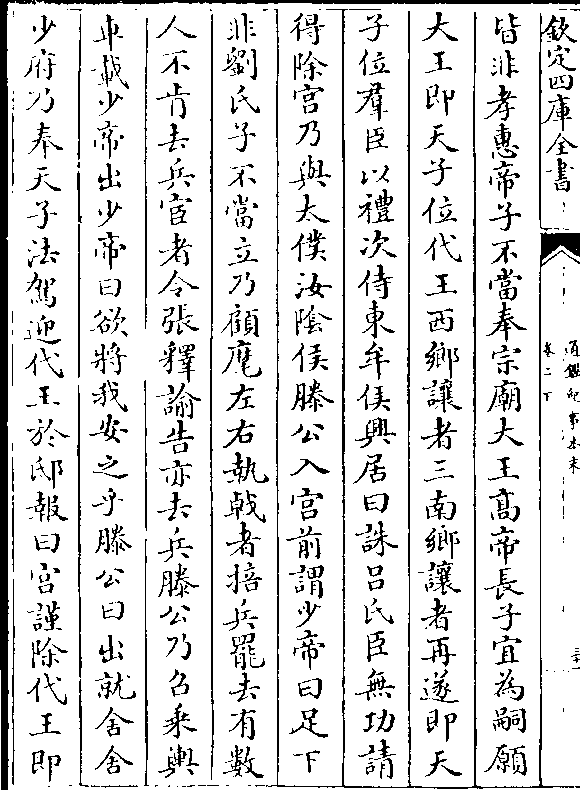 欽定四庫全書
通鑑紀事本末
卷二下
皆非孝惠帝子不當奉宗廟大王高帝長子宜為嗣願
大王即天子位代王西鄉讓者三南鄉讓者再遂即天
子位羣臣以禮次侍東牟侯興居曰誅吕氏臣無功請
得除宫乃與太僕汝隂侯滕公入宫前謂少帝曰足下
非劉氏子不當立乃顧麾左右執㦸者掊兵罷去有數
人不肯去兵宦者令張釋諭告亦去兵滕公乃召乘輿
車載少帝出少帝曰欲將我安之乎滕公曰出就舍舍
少府乃奉天子法駕迎代王於邸報曰宫謹除代王即